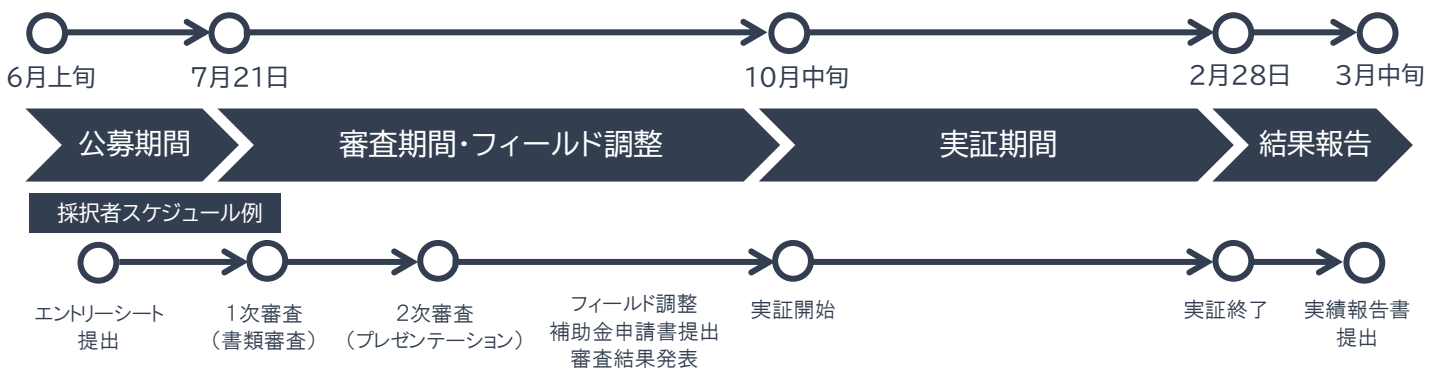 6月上旬
7月21日
10月中旬
2月28日
3月中旬
公募期間
審査期間・フィールド調整
実証期間
結果報告
採択者スケジュール例
エントリーシート
提出
1次審査
（書類審査）
2次審査
（プレゼンテーション）
フィールド調整
補助金申請書提出
審査結果発表
実証開始
実証終了
実績報告書
提出